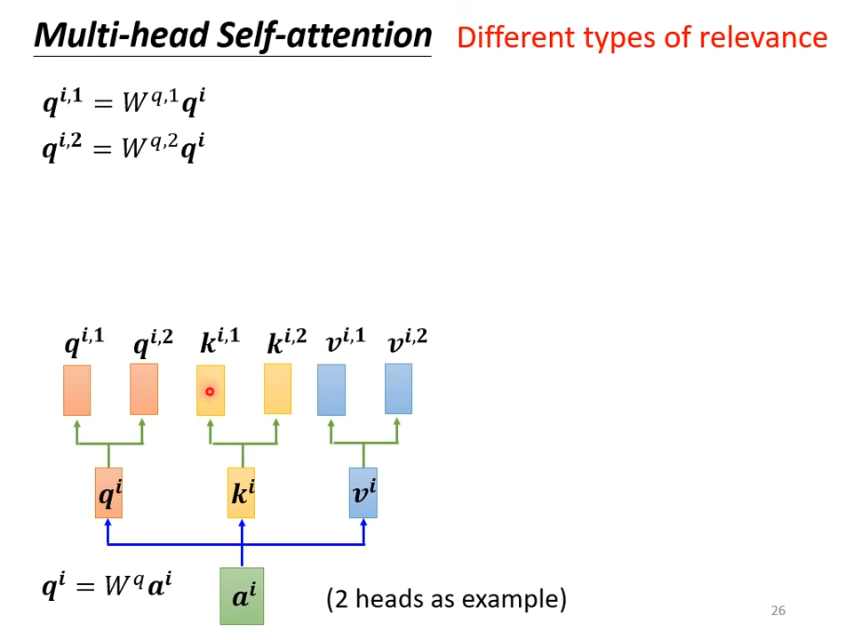 Multi-head Self-attention Different types of relevance
q^{i,1} = W^{q,1}q^{i}
q^{i,2} = W^{q,2}q^{i}
q^{i,1} q^{i,2} k^{i,1} k^{i,2} v^{i,1} v^{i,2}
q^{i} k^{i} v^{i}
q^{i} = W^{q}a^{i} a^{i} (2 heads as example)
26